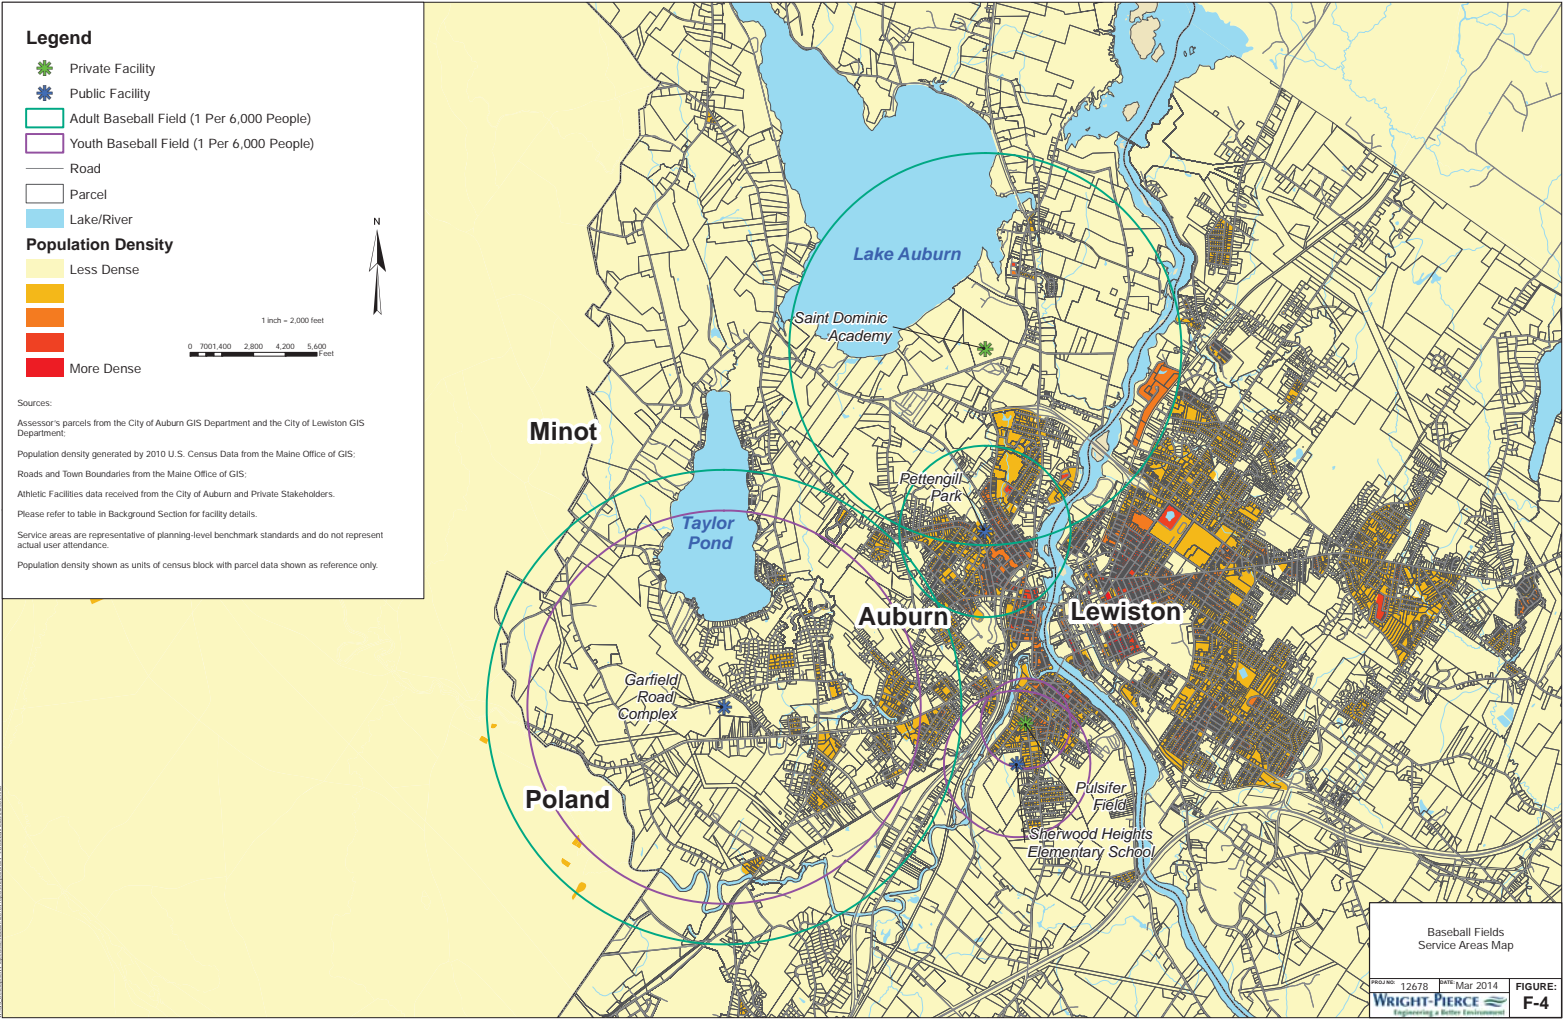 Legend
Private Facility
Public Facility
Adult Baseball Field (1 Per 6,000 People)
Youth Baseball Field (1 Per 6,000 People)
Road
Parcel
Lake/River
Population Density
Less Dense
More Dense
N
1 inch = 2,000 feet
0 700 1,400 2,800 4,200 5,600
Feet
Sources:
Assessor's parcels from the City of Auburn GIS Department and the City of Lewiston GIS
Department;
Population density generated by 2010 U.S. Census Data from the Maine Office of GIS;
Roads and Town Boundaries from the Maine Office of GIS;
Athletic Facilities data received from the City of Auburn and Private Stakeholders.
Please refer to table in Background Section for facility details.
Service areas are representative of planning-level benchmark standards and do not represent
actual user attendance.
Population density shown as units of census block with parcel data shown as reference only.
Lake Auburn
Saint Dominic
Academy
Minot
Pettengill
Park
Taylor
Pond
Auburn
Lewiston
Garfield
Road
Complex
Poland
Pulsifer
Field
Sherwood Heights
Elementary School
Baseball Fields
Service Areas Map
PROJ NO: 12678 DATE: Mar 2014
FIGURE:
F-4
WRIGHT-PIERCE
Engineering a Better Environment